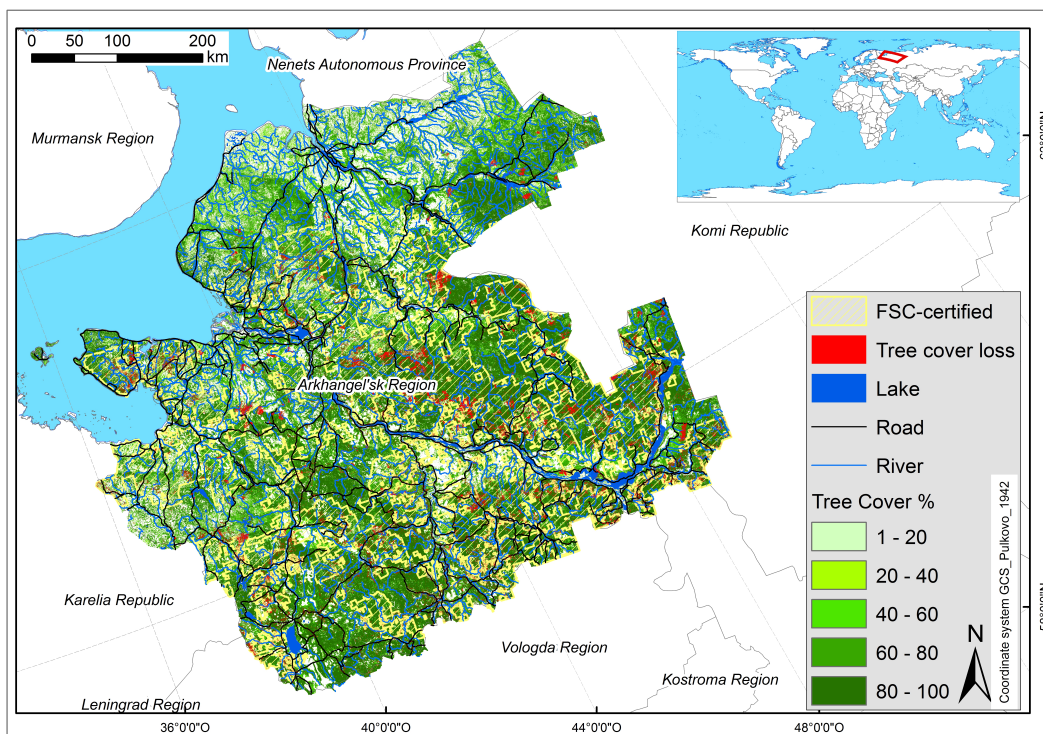 0 50 100 200
km
Nenets Autonomous Province
Murmansk Region
Komi Republic
Arkhangel'sk Region
Karelia Republic
Vologda Region
Kostroma Region
Leningrad Region
FSC-certified
Tree cover loss
Lake
Road
River
Tree Cover %
1 - 20
20 - 40
40 - 60
60 - 80
80 - 100
N
Coordinate system GCS_Pulkovo_1942
36°0'0"O 40°0'0"O 44°0'0"O 48°0'0"O